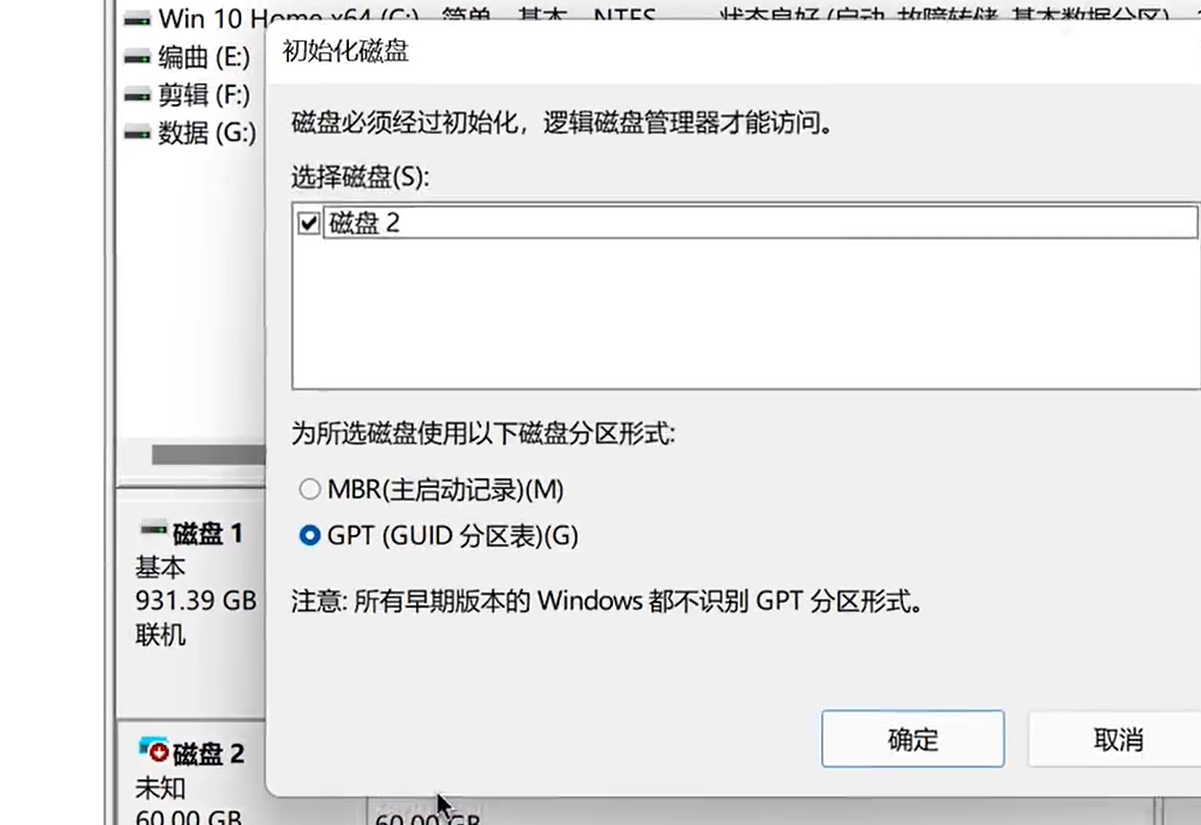 Win 10 Home x64 (C:) 简单 基本 NTFS 状态良好 (启动, 故障转储, 基本数据分区)
编曲 (E:)
剪辑 (F:)
数据 (G:)
初始化磁盘
磁盘必须经过初始化，逻辑磁盘管理器才能访问。
选择磁盘(S):
磁盘 2
为所选磁盘使用以下磁盘分区形式:
MBR(主启动记录)(M)
GPT (GUID 分区表)(G)
注意: 所有早期版本的 Windows 都不识别 GPT 分区形式。
确定
取消
磁盘 1
基本
931.39 GB
联机
磁盘 2
未知
60.00 GB
60.00 GB